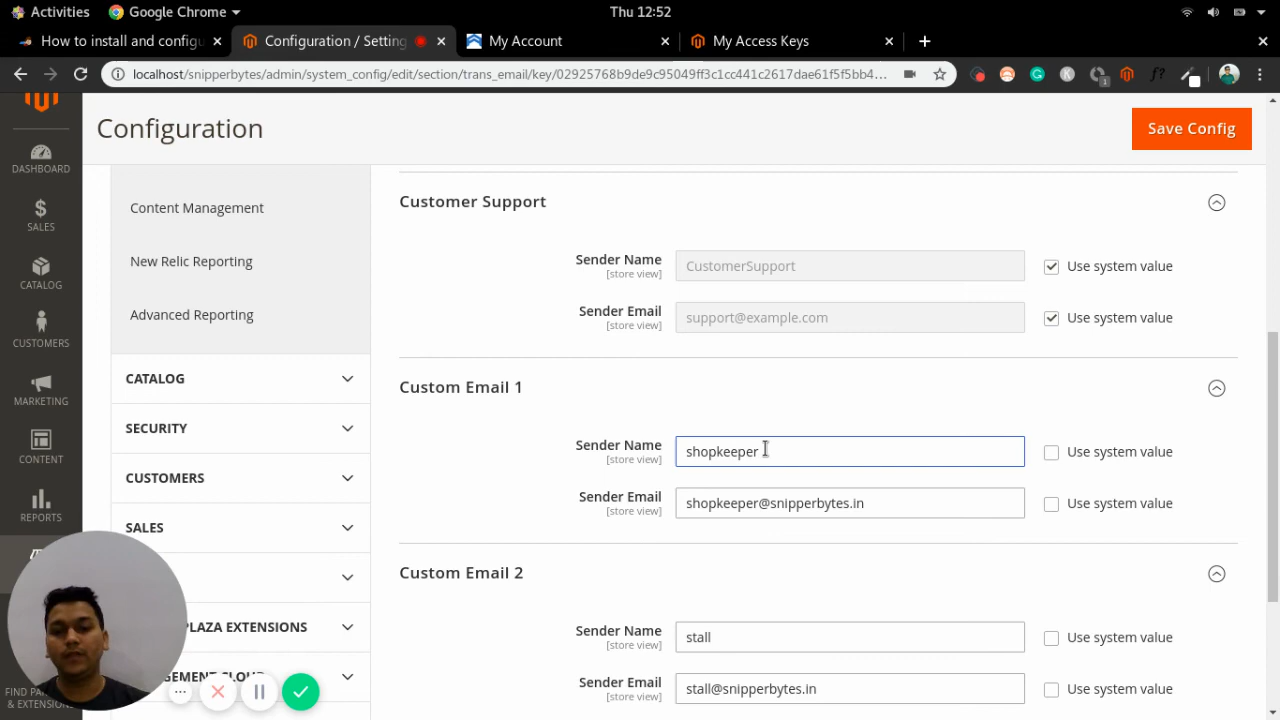 Activities
Google Chrome
Thu 12:52
How to install and configu
Configuration / Setting
My Account
My Access Keys
localhost/snipperbytes/admin/system_config/edit/section/trans_email/key/02925768b9de9c95049ff3c1cc441c2617dae61f5f5bb4...
Configuration
Save Config
DASHBOARD
SALES
CATALOG
CUSTOMERS
MARKETING
CONTENT
REPORTS
FIND PA
& EXTENSIONS
Content Management
New Relic Reporting
Advanced Reporting
CATALOG
SECURITY
CUSTOMERS
SALES
PLAZA EXTENSIONS
GEMENT CLOUD
Customer Support
Sender Name
[store view]
CustomerSupport
Use system value
Sender Email
[store view]
support@example.com
Use system value
Custom Email 1
Sender Name
[store view]
shopkeeper
Use system value
Sender Email
[store view]
shopkeeper@snipperbytes.in
Use system value
Custom Email 2
Sender Name
[store view]
stall
Use system value
Sender Email
[store view]
stall@snipperbytes.in
Use system value